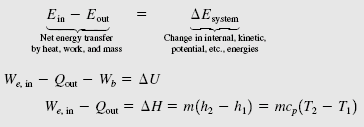 E_in − E_out = ΔE_system
Net energy transfer Change in internal, kinetic,
by heat, work, and mass potential, etc., energies
W_e, in − Q_out − W_b = ΔU
W_e, in − Q_out = ΔH = m(h_2 − h_1) = mc_p(T_2 − T_1)